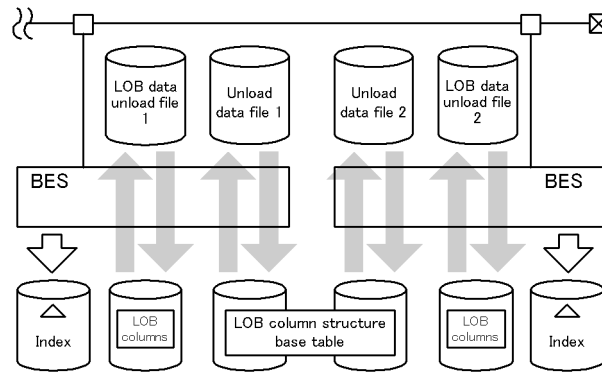 LOB data
unload file
1
Unload
data file 1
Unload
data file 2
LOB data
unload file
2
BES
BES
Index
LOB
columns
LOB column structure
base table
LOB
columns
Index